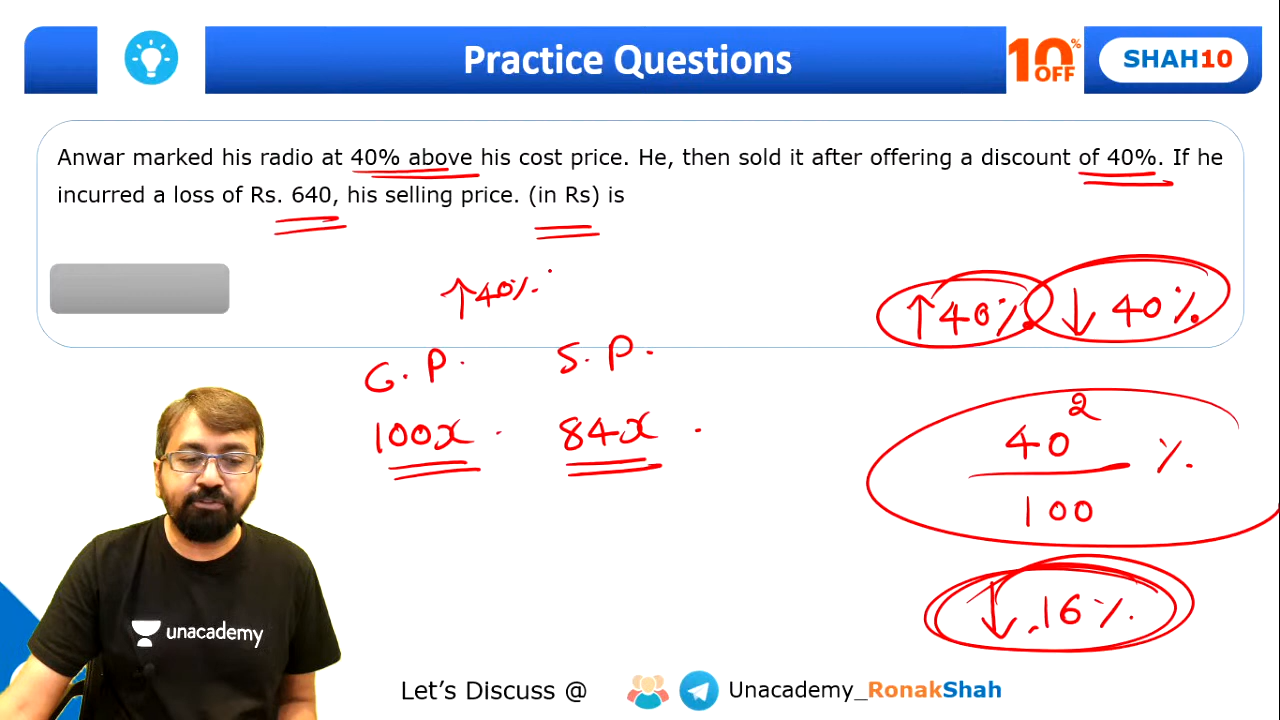 Practice Questions
10% OFF
SHAH10
Anwar marked his radio at 40% above his cost price. He, then sold it after offering a discount of 40%. If he
incurred a loss of Rs. 640, his selling price. (in Rs) is
↑40%.
↑40%. ↓40%.
C.P. S.P.
100x 84x
40² %.
100
↓16%.
unacademy
Let's Discuss @ Unacademy_RonakShah